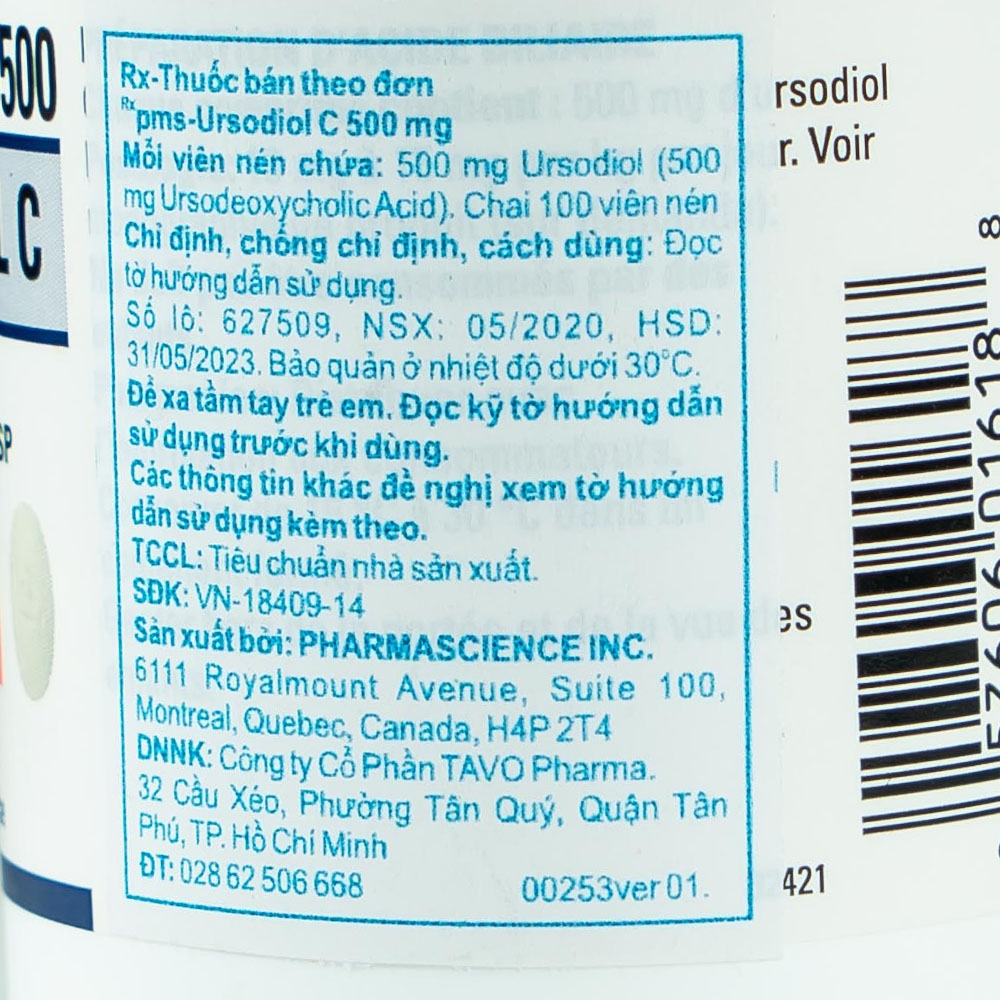 500
C
SP
Rx-Thuốc bán theo đơn
Rx pms-Ursodiol C 500 mg
Mỗi viên nén chứa: 500 mg Ursodiol (500
mg Ursodeoxycholic Acid). Chai 100 viên nén
Chỉ định, chống chỉ định, cách dùng: Đọc
tờ hướng dẫn sử dụng.
Số lô: 627509, NSX: 05/2020, HSD:
31/05/2023. Bảo quản ở nhiệt độ dưới 30°C.
Để xa tầm tay trẻ em. Đọc kỹ tờ hướng dẫn
sử dụng trước khi dùng.
Các thông tin khác đề nghị xem tờ hướng
dẫn sử dụng kèm theo.
TCCL: Tiêu chuẩn nhà sản xuất.
SĐK: VN-18409-14
Sản xuất bởi: PHARMASCIENCE INC.
6111 Royalmount Avenue, Suite 100,
Montreal, Quebec, Canada, H4P 2T4
DNNK: Công ty Cổ Phần TAVO Pharma.
32 Cầu Xéo, Phường Tân Quý, Quận Tân
Phú, TP. Hồ Chí Minh
ĐT: 028 62 506 668
00253ver 01.
rsodiol
r. Voir
es
421
57606 01618 8